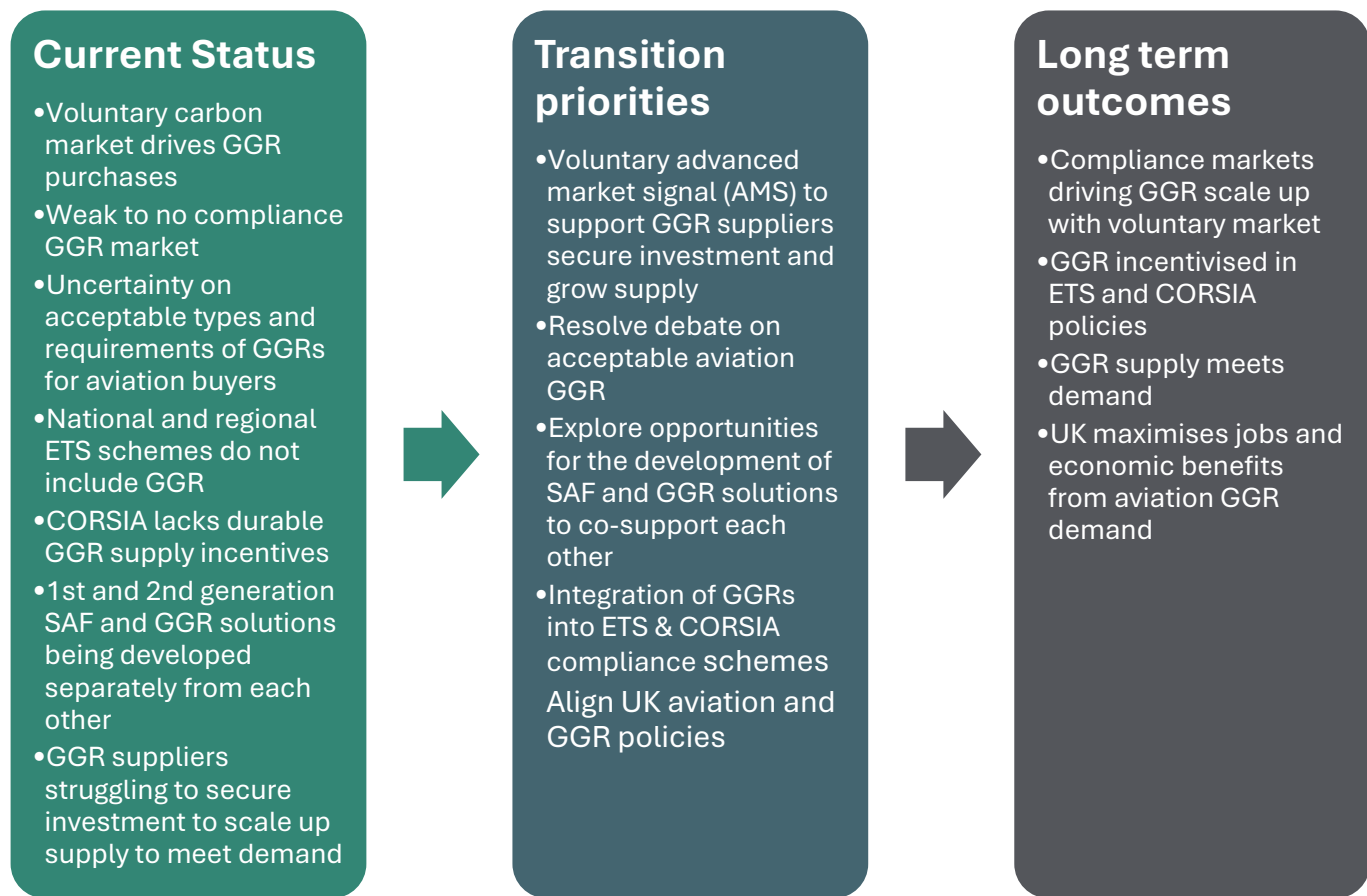 Current Status
•Voluntary carbon
market drives GGR
purchases
•Weak to no compliance
GGR market
•Uncertainty on
acceptable types and
requirements of GGRs
for aviation buyers
•National and regional
ETS schemes do not
include GGR
•CORSIA lacks durable
GGR supply incentives
•1st and 2nd generation
SAF and GGR solutions
being developed
separately from each
other
•GGR suppliers
struggling to secure
investment to scale up
supply to meet demand
Transition
priorities
•Voluntary advanced
market signal (AMS) to
support GGR suppliers
secure investment and
grow supply
•Resolve debate on
acceptable aviation
GGR
•Explore opportunities
for the development of
SAF and GGR solutions
to co-support each
other
•Integration of GGRs
into ETS & CORSIA
compliance schemes
Align UK aviation and
GGR policies
Long term
outcomes
•Compliance markets
driving GGR scale up
with voluntary market
•GGR incentivised in
ETS and CORSIA
policies
•GGR supply meets
demand
•UK maximises jobs and
economic benefits
from aviation GGR
demand